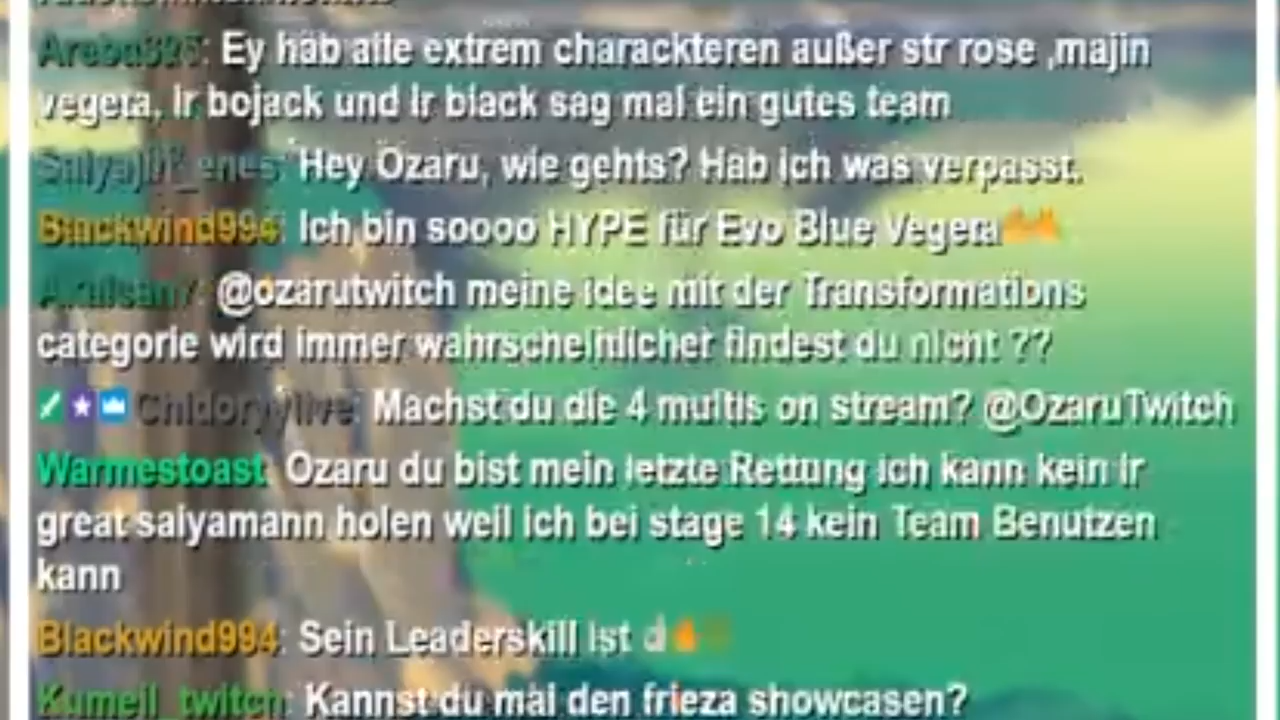 Ey hab alle extrem charackteren außer str rose ,majin
vegeta, lr bojack und lr black sag mal ein gutes team
Hey Ozaru, wie gehts? Hab ich was verpasst.
Blackwind994: Ich bin soooo HYPE für Evo Blue Vegeta
@ozarutwitch meine idee mit der Transformations
categorie wird immer wahrscheinlicher findest du nicht ??
Chidoryylive: Machst du die 4 multis on stream? @OzaruTwitch
Warmestoast: Ozaru du bist mein letzte Rettung ich kann kein lr
great saiyamann holen weil ich bei stage 14 kein Team Benutzen
kann
Blackwind994: Sein Leaderskill ist d
Kumeil_twitch: Kannst du mal den frieza showcasen?